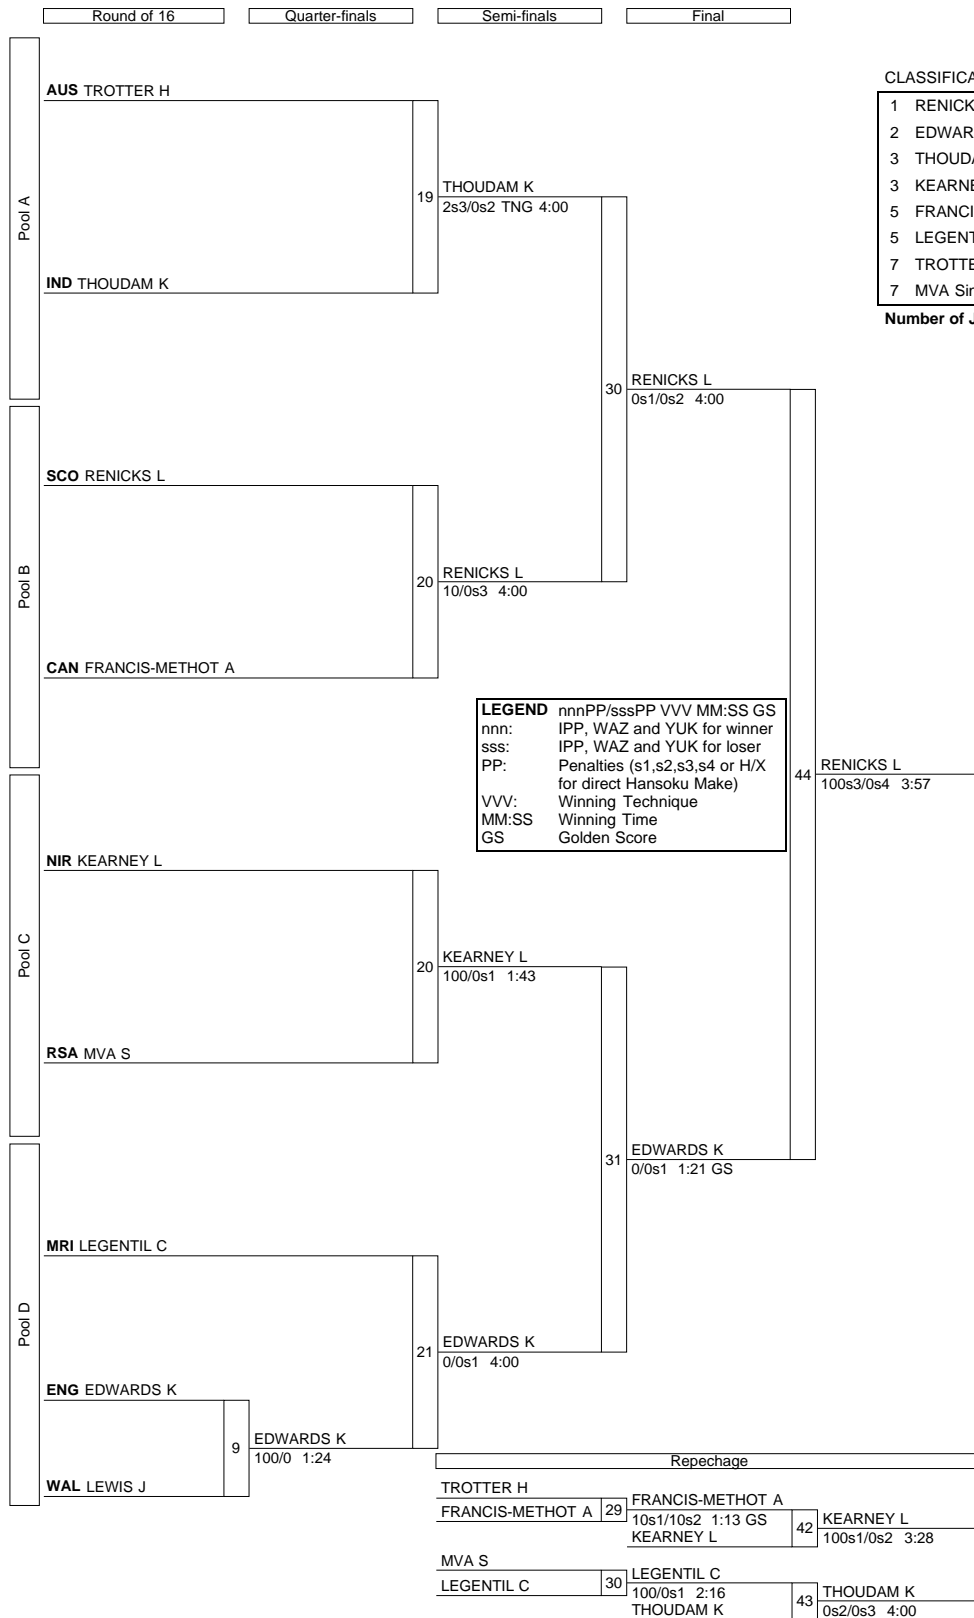 Round of 16
Quarter-finals
Semi-finals
Final
CLASSIFICA
1 RENICK
2 EDWAR
3 THOUDA
3 KEARNE
5 FRANCI
5 LEGENT
7 TROTTE
7 MVA Sin
Number of J
Pool A
AUS TROTTER H
19
THOUDAM K
2s3/0s2 TNG 4:00
IND THOUDAM K
30
RENICKS L
0s1/0s2 4:00
Pool B
SCO RENICKS L
20
RENICKS L
10/0s3 4:00
CAN FRANCIS-METHOT A
LEGEND nnnPP/sssPP VVV MM:SS GS
nnn: IPP, WAZ and YUK for winner
sss: IPP, WAZ and YUK for loser
PP: Penalties (s1,s2,s3,s4 or H/X
for direct Hansoku Make)
VVV: Winning Technique
MM:SS Winning Time
GS Golden Score
44
RENICKS L
100s3/0s4 3:57
Pool C
NIR KEARNEY L
20
KEARNEY L
100/0s1 1:43
RSA MVA S
31
EDWARDS K
0/0s1 1:21 GS
Pool D
MRI LEGENTIL C
21
EDWARDS K
0/0s1 4:00
ENG EDWARDS K
9
EDWARDS K
100/0 1:24
WAL LEWIS J
Repechage
TROTTER H
FRANCIS-METHOT A
29
FRANCIS-METHOT A
10s1/10s2 1:13 GS
KEARNEY L
42
KEARNEY L
100s1/0s2 3:28
MVA S
LEGENTIL C
30
LEGENTIL C
100/0s1 2:16
THOUDAM K
43
THOUDAM K
0s2/0s3 4:00